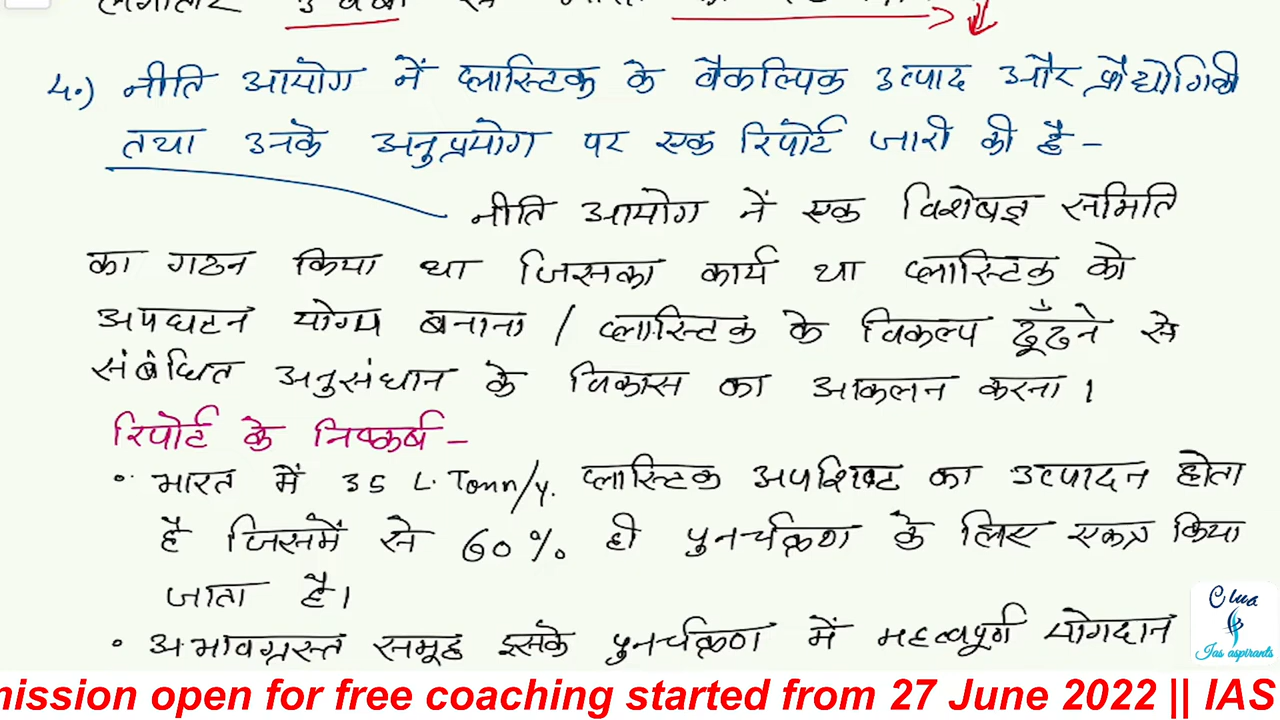 लगातार
4.) नीति आयोग में प्लास्टिक के वैकल्पिक उत्पाद और प्रौद्योगिकी
तथा उनके अनुप्रयोग पर एक रिपोर्ट जारी की है -
नीति आयोग नें एक विशेषज्ञ समिति
का गठन किया था जिसका कार्य था प्लास्टिक को
अपघटन योग्य बनाना / प्लास्टिक के विकल्प ढूँढने से
संबंधित अनुसंधान के विकास का आकलन करना।
रिपोर्ट के निष्कर्ष -
• भारत में 35 L. Tonn/y. प्लास्टिक अपशिष्ट का उत्पादन होता
है जिसमें से 60% ही पुनर्चक्रण के लिए एकत्र किया
जाता है।
• अभावग्रस्त समूह इसके पुनर्चक्रण में महत्वपूर्ण योगदान
Ias aspirants
mission open for free coaching started from 27 June 2022 || IAS